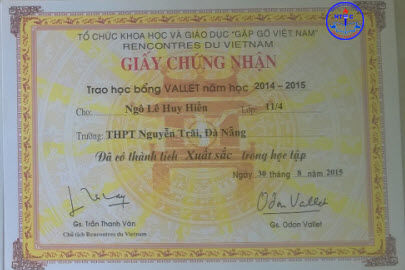 TỔ CHỨC KHOA HỌC VÀ GIÁO DỤC "GẶP GỠ VIỆT NAM"
RENCONTRES DU VIETNAM
GIẤY CHỨNG NHẬN
Trao học bổng VALLET năm học 2014 - 2015
Cho: Ngô Lê Huy Hiền Lớp: 11/4
Trường: THPT Nguyễn Trãi, Đà Nẵng
Đã có thành tích Xuất sắc trong học tập
Ngày: 30 tháng 8 năm 2015
Odon Vallet
Gs. Trần Thanh Vân Gs. Odon Vallet
Chủ tịch Rencontres du Vietnam